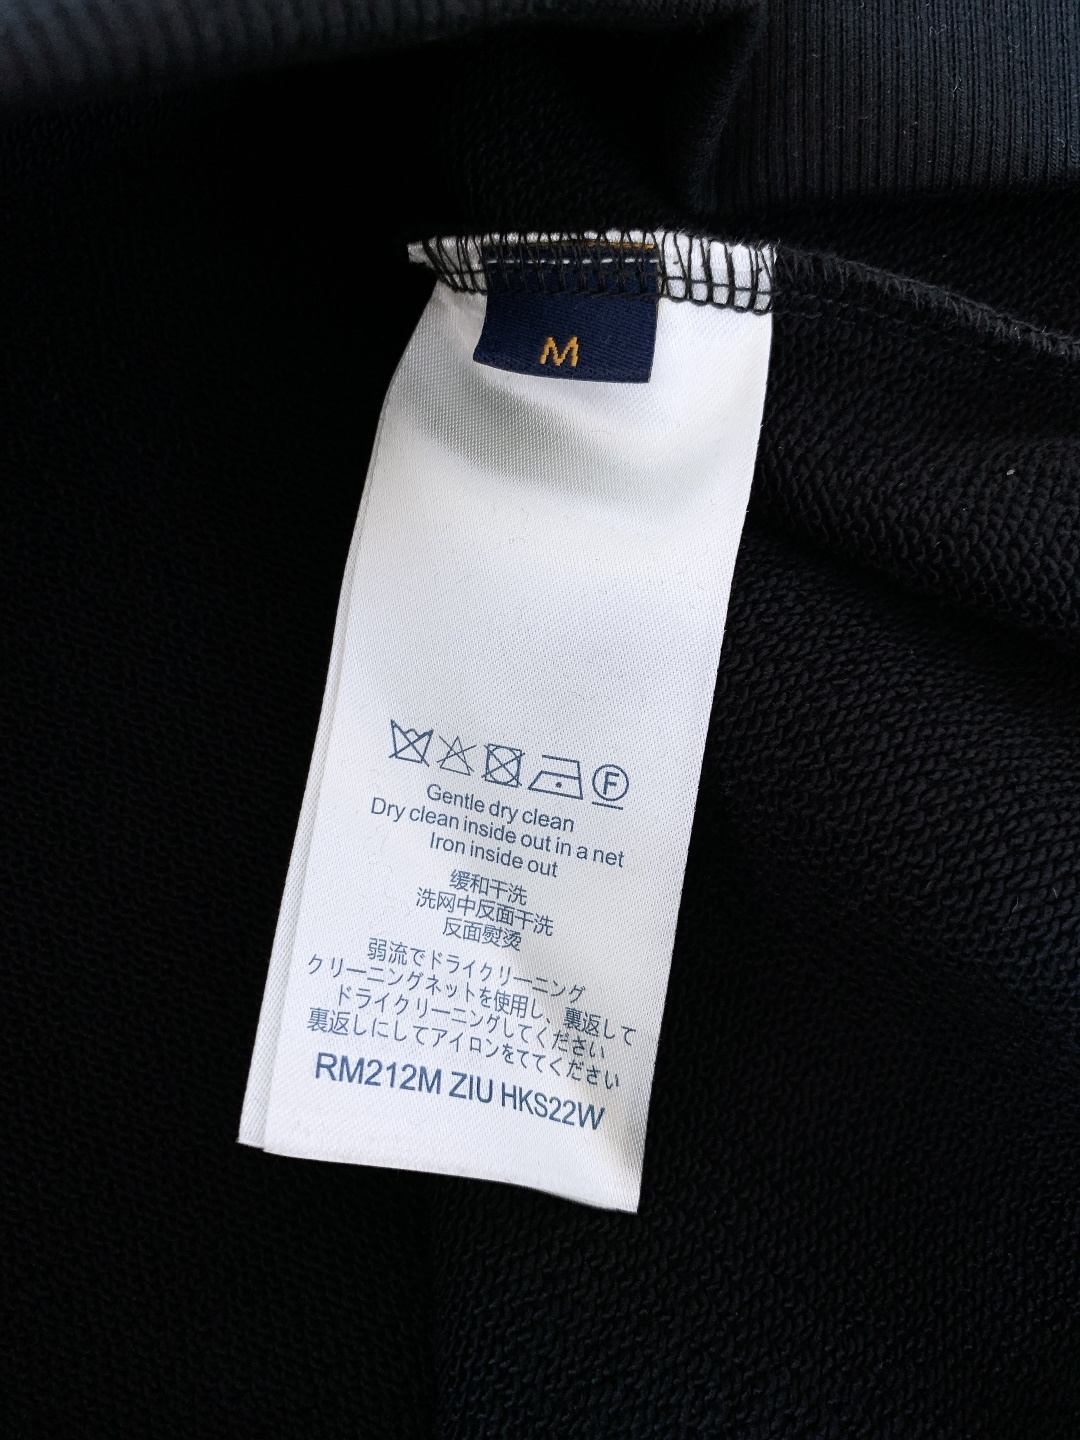 M
F
Gentle dry clean
Dry clean inside out in a net
Iron inside out
缓和干洗
洗网中反面干洗
反面熨烫
弱流でドライクリーニング
クリーニングネットを使用し、裏返して
ドライクリーニングしてください
裏返しにしてアイロンをててください
RM212M ZIU HKS22W